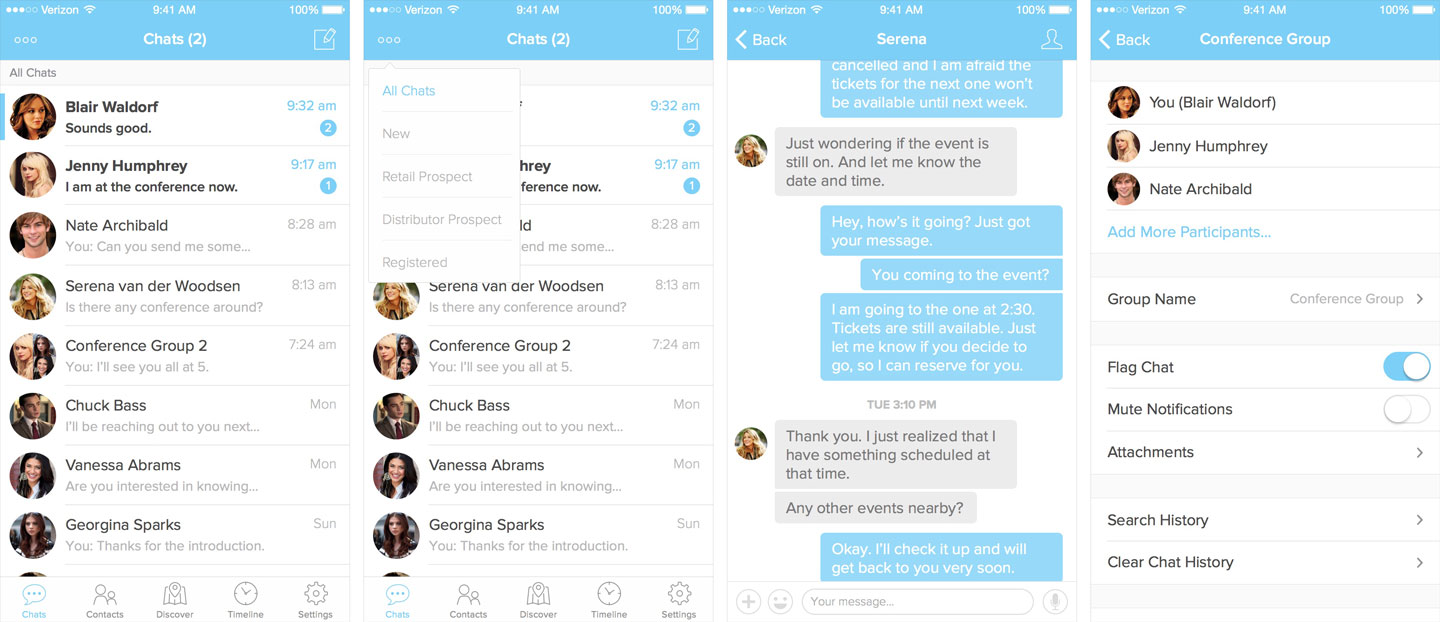 Verizon 9:41 AM 100%
Chats (2)
All Chats
Blair Waldorf 9:32 am
Sounds good. 2
Jenny Humphrey 9:17 am
I am at the conference now. 1
Nate Archibald 8:28 am
You: Can you send me some...
Serena van der Woodsen 8:13 am
Is there any conference around?
Conference Group 2 7:24 am
You: I'll see you all at 5.
Chuck Bass Mon
I'll be reaching out to you next...
Vanessa Abrams Mon
Are you interested in knowing...
Georgina Sparks Sun
You: Thanks for the introduction.
Chats Contacts Discover Timeline Settings
Verizon 9:41 AM 100%
Chats (2)
All Chats
New
Retail Prospect
Distributor Prospect
Registered
9:32 am
2
hrey 9:17 am
ference now. 1
ld 8:28 am
end me some...
Serena van der Woodsen 8:13 am
Is there any conference around?
Conference Group 2 7:24 am
You: I'll see you all at 5.
Chuck Bass Mon
I'll be reaching out to you next...
Vanessa Abrams Mon
Are you interested in knowing...
Georgina Sparks Sun
You: Thanks for the introduction.
Chats Contacts Discover Timeline Settings
Verizon 9:41 AM 100%
Back Serena
cancelled and I am afraid the
tickets for the next one won't
be available until next week.
Just wondering if the event is
still on. And let me know the
date and time.
Hey, how's it going? Just got
your message.
You coming to the event?
I am going to the one at 2:30.
Tickets are still available. Just
let me know if you decide to
go, so I can reserve for you.
TUE 3:10 PM
Thank you. I just realized that I
have something scheduled at
that time.
Any other events nearby?
Okay. I'll check it up and will
get back to you very soon.
Your message...
Verizon 9:41 AM 100%
Back Conference Group
You (Blair Waldorf)
Jenny Humphrey
Nate Archibald
Add More Participants...
Group Name Conference Group
Flag Chat
Mute Notifications
Attachments
Search History
Clear Chat History